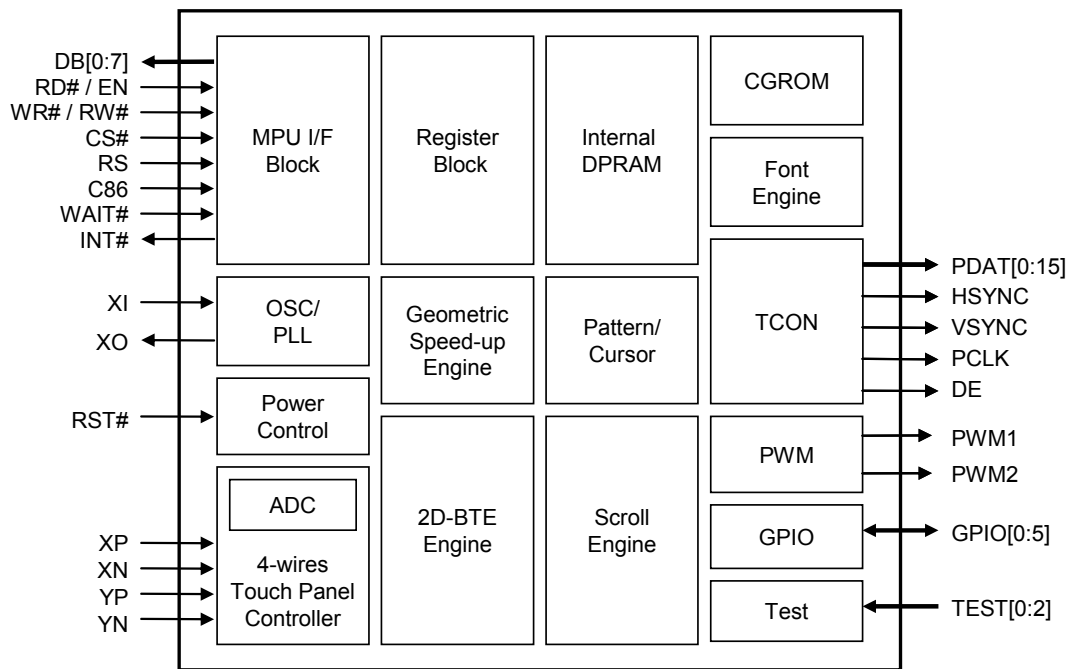 DB[0:7]
RD# / EN
WR# / RW#
CS#
RS
C86
WAIT#
INT#
XI
XO
RST#
XP
XN
YP
YN
MPU I/F
Block
OSC/
PLL
Power
Control
ADC
4-wires
Touch Panel
Controller
Register
Block
Geometric
Speed-up
Engine
2D-BTE
Engine
Internal
DPRAM
Pattern/
Cursor
Scroll
Engine
CGROM
Font
Engine
TCON
PWM
GPIO
Test
PDAT[0:15]
HSYNC
VSYNC
PCLK
DE
PWM1
PWM2
GPIO[0:5]
TEST[0:2]